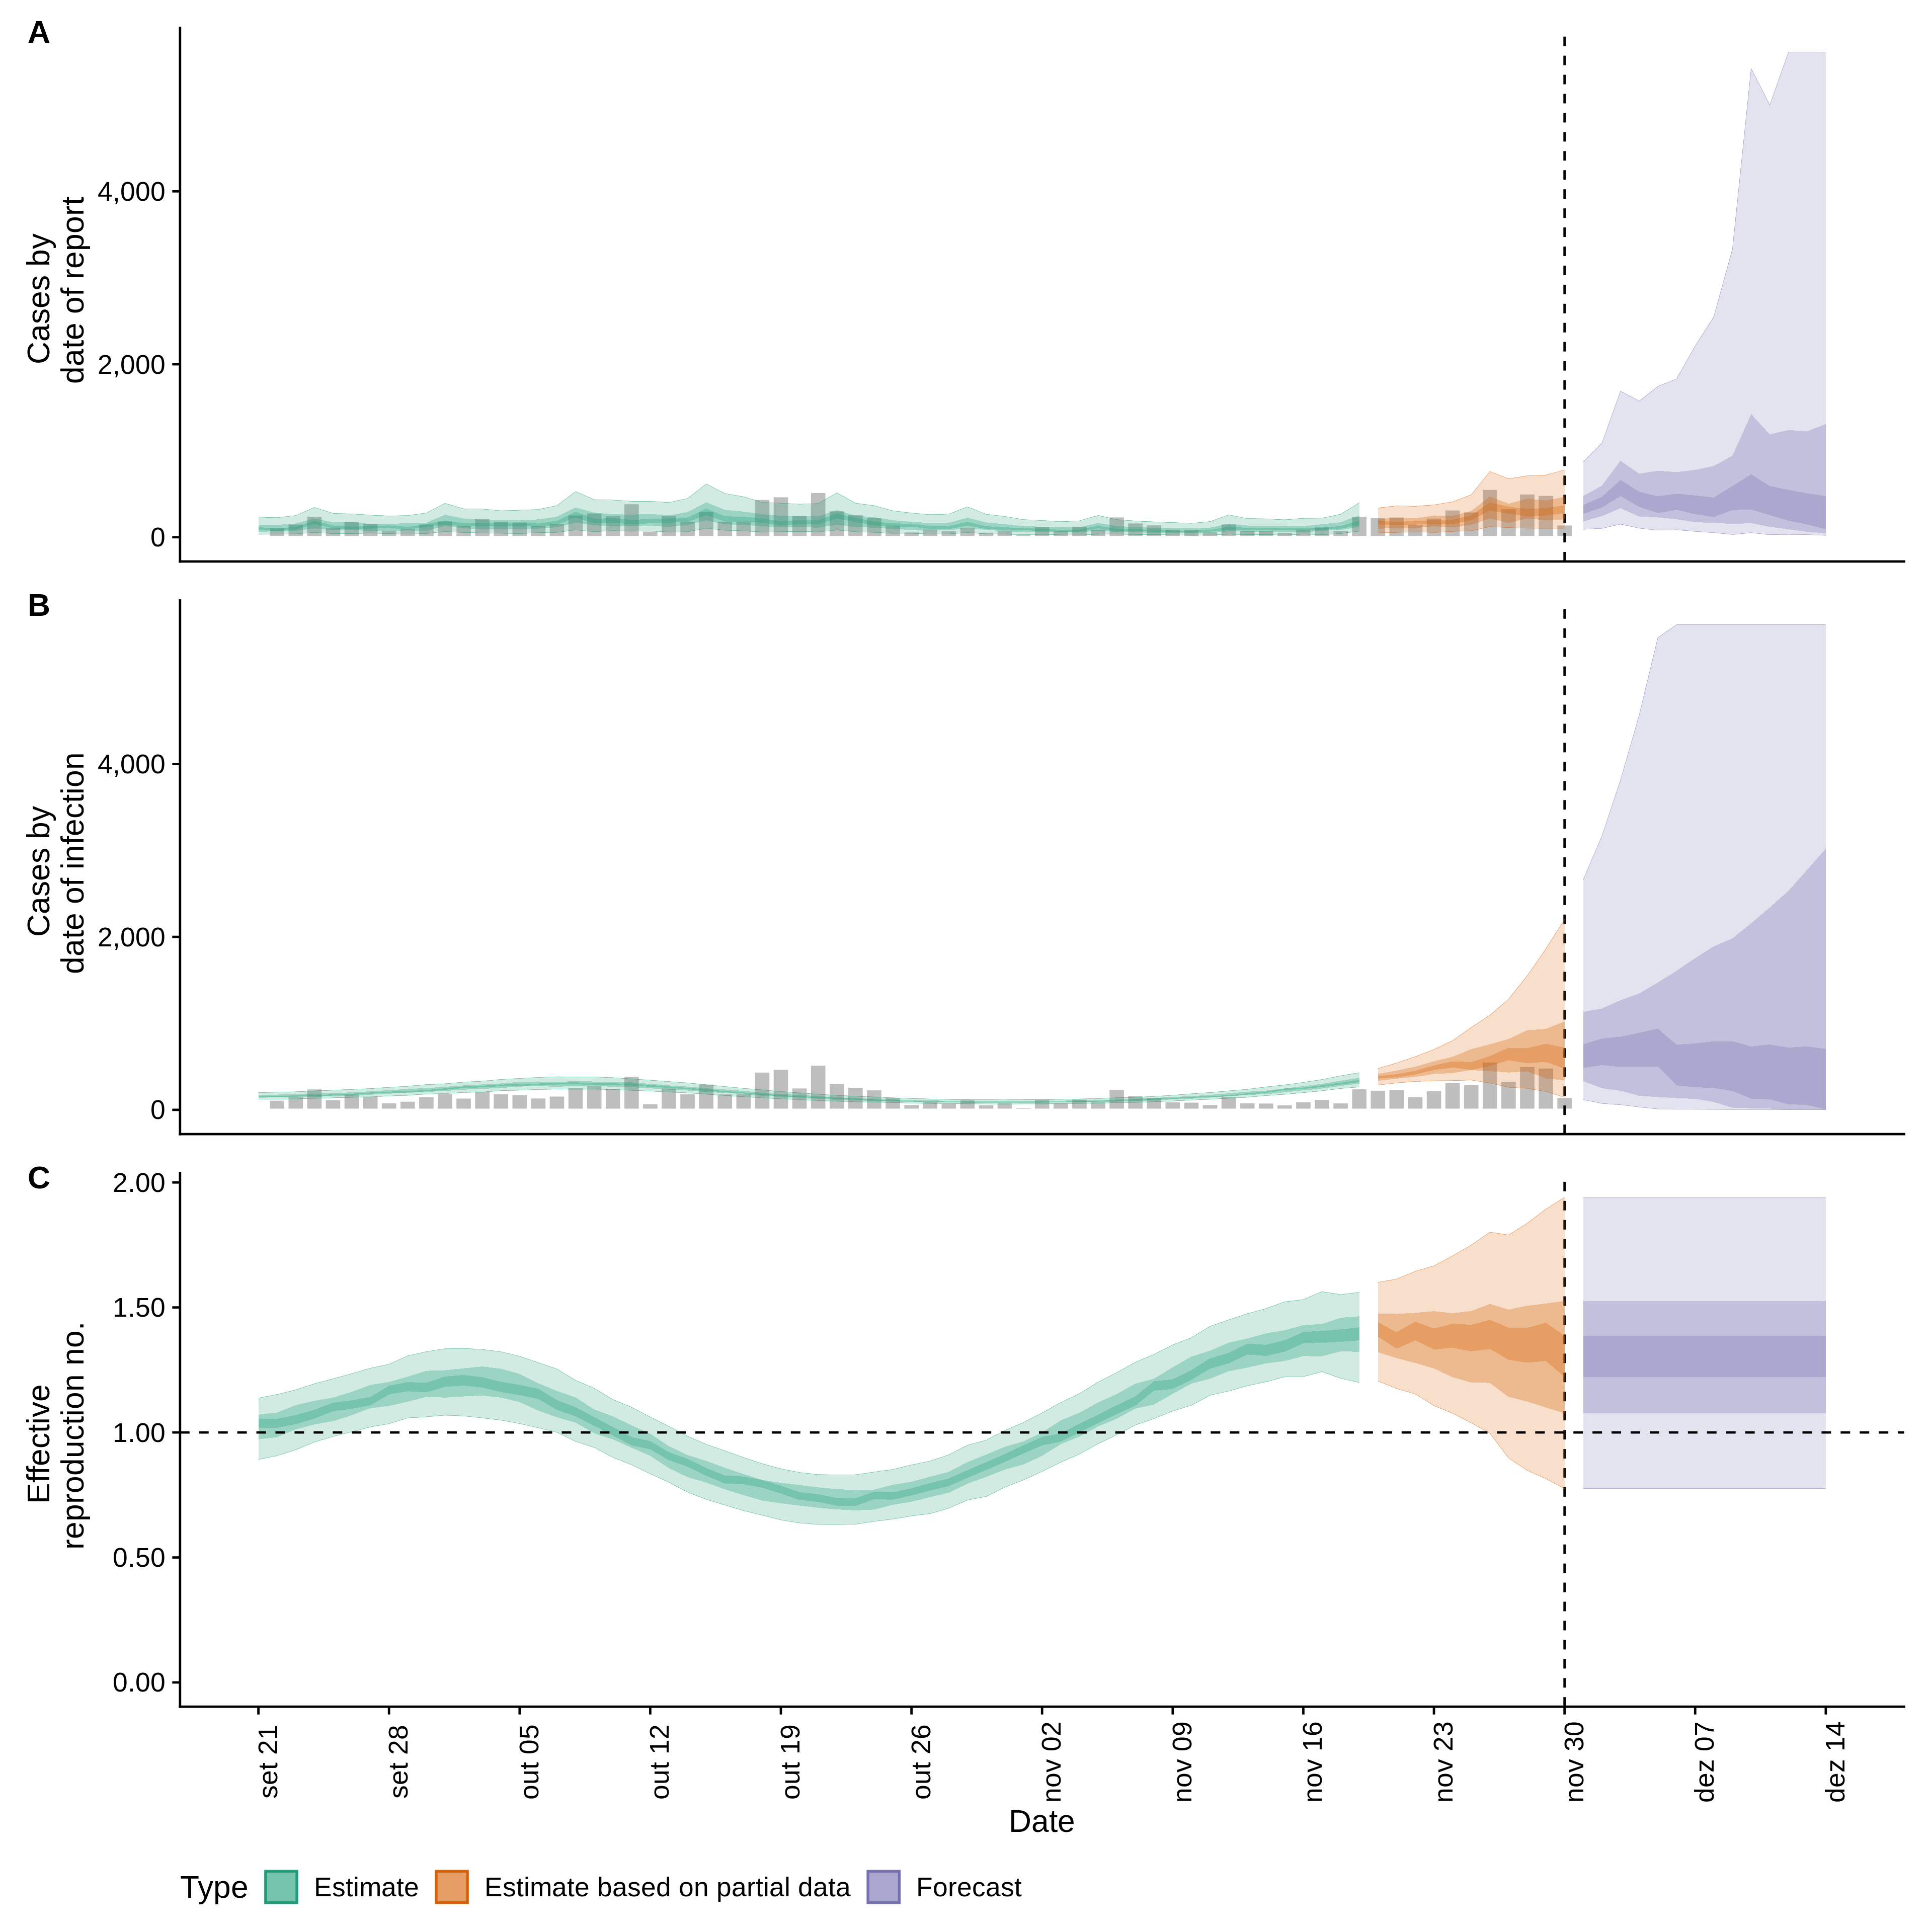 A
Cases by
date of report
4,000
2,000
0
B
Cases by
date of infection
4,000
2,000
0
C
Effective
reproduction no.
2.00
1.50
1.00
0.50
0.00
set 21
set 28
out 05
out 12
out 19
out 26
nov 02
nov 09
nov 16
nov 23
nov 30
dez 07
dez 14
Date
Type Estimate Estimate based on partial data Forecast